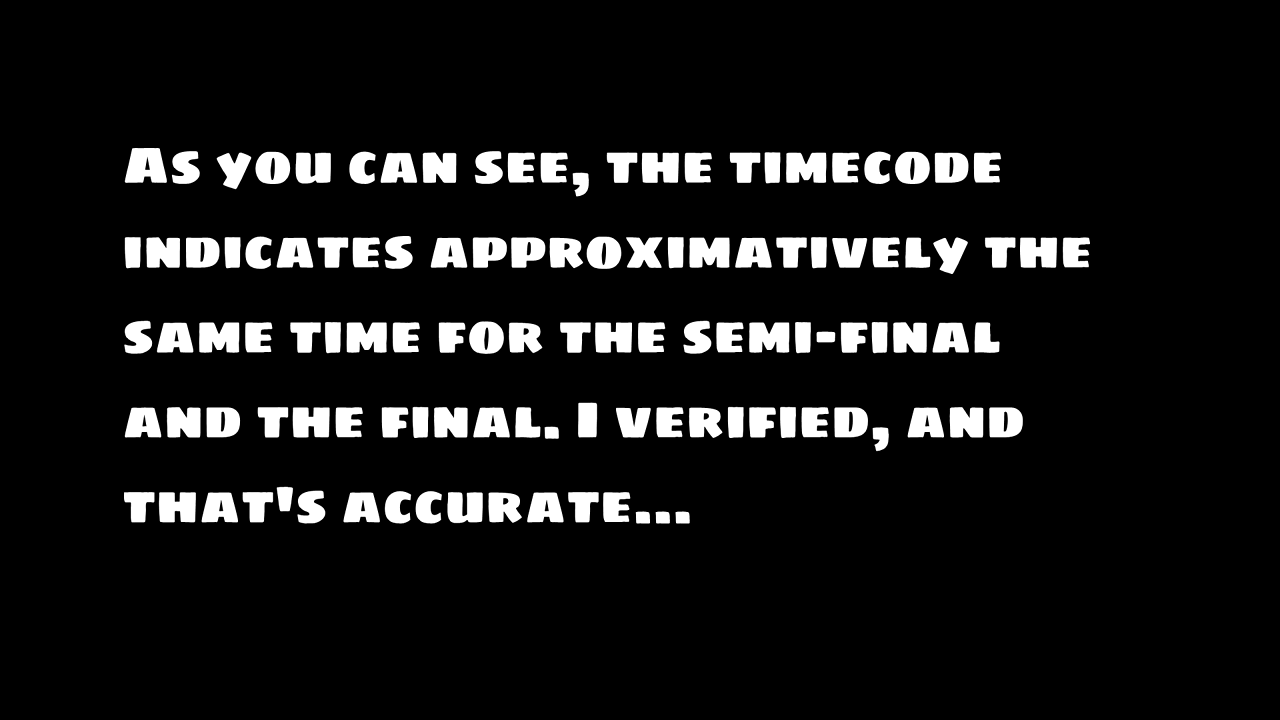 As you can see, the timecode
indicates approximatively the
same time for the semi-final
and the final. I verified, and
that's accurate...